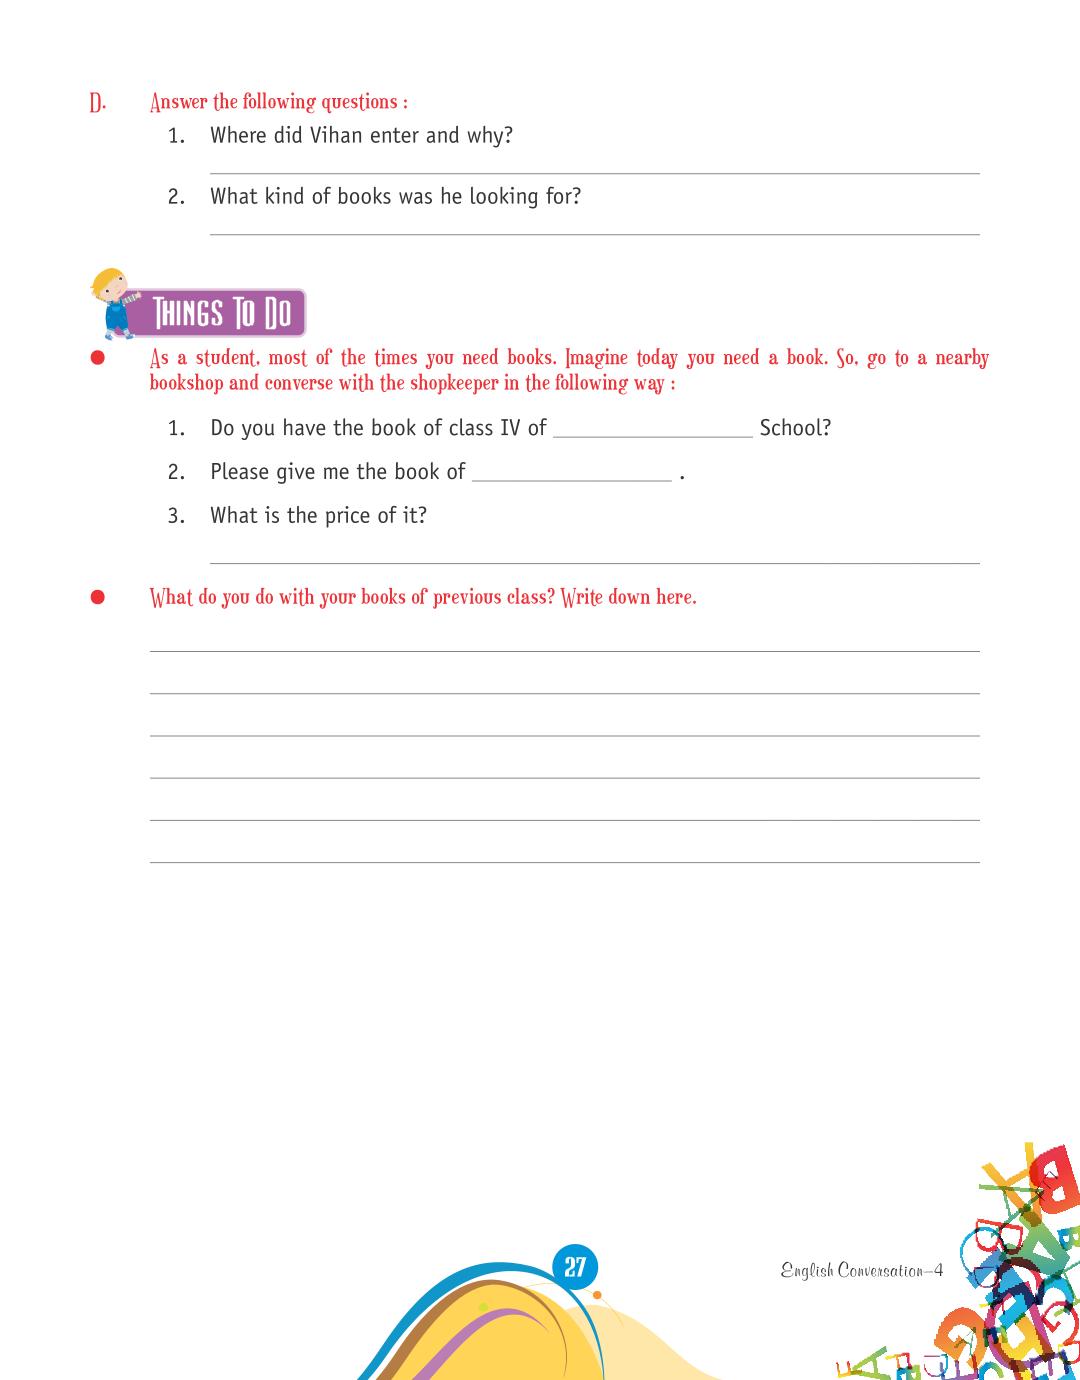 D. Answer the following questions :
1. Where did Vihan enter and why?
2. What kind of books was he looking for?
THINGS TO DO
● As a student, most of the times you need books. Imagine today you need a book. So, go to a nearby
bookshop and converse with the shopkeeper in the following way :
1. Do you have the book of class IV of ____________________ School?
2. Please give me the book of ____________________ .
3. What is the price of it?
● What do you do with your books of previous class? Write down here.
27
English Conversation–4